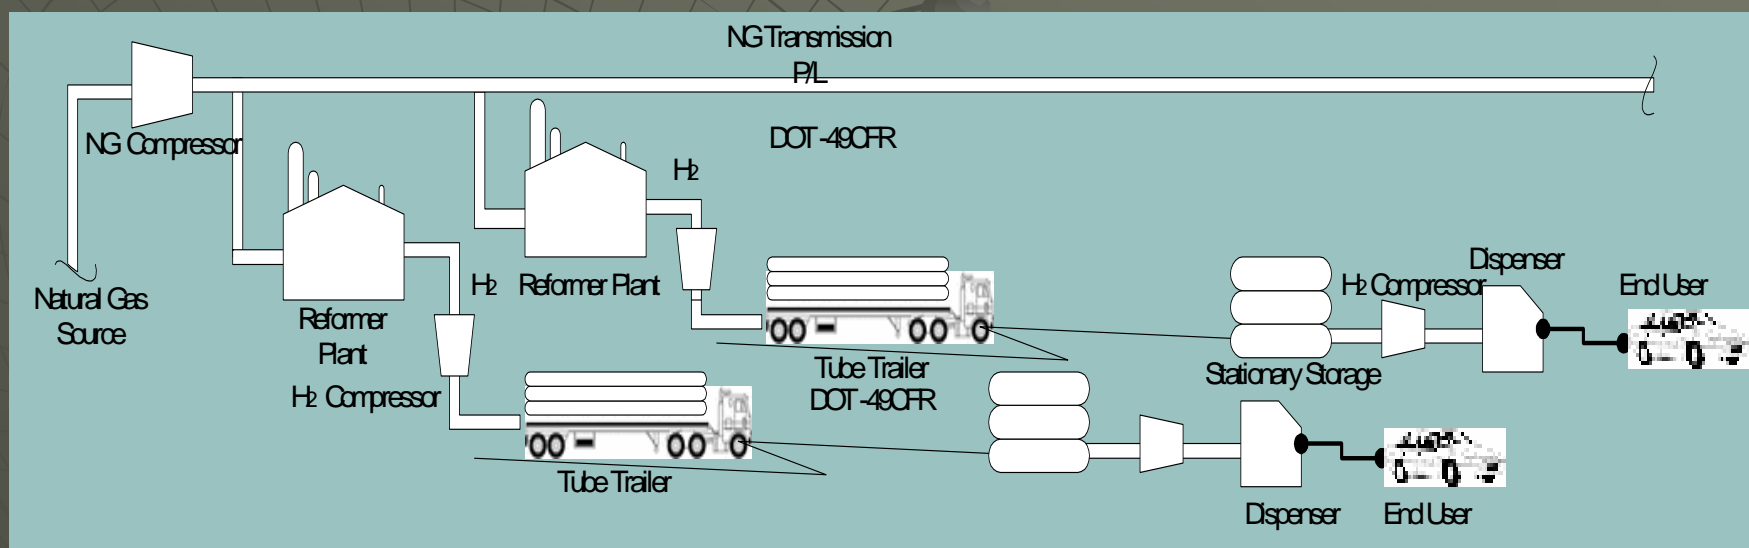 NG Transmission
P/L
NG Compressor
DOT-49CFR
H2
Natural Gas
Source
Reformer
Plant
H2
Reformer Plant
H2 Compressor
Dispenser
End User
Tube Trailer
DOT-49CFR
Stationary Storage
H2 Compressor
Tube Trailer
Dispenser
End User